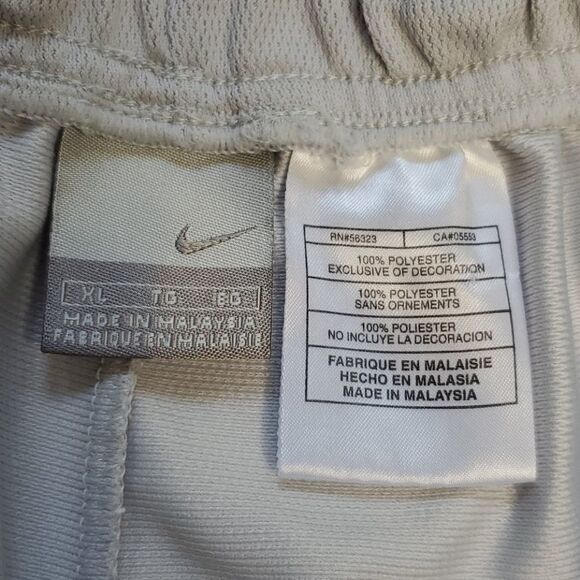 XL TG EG
MADE IN MALAYSIA
FABRIQUE EN MALAISIE
RN#56323 CA#05553
100% POLYESTER
EXCLUSIVE OF DECORATION
100% POLYESTER
SANS ORNEMENTS
100% POLIESTER
NO INCLUYE LA DECORACION
FABRIQUE EN MALAISIE
HECHO EN MALASIA
MADE IN MALAYSIA